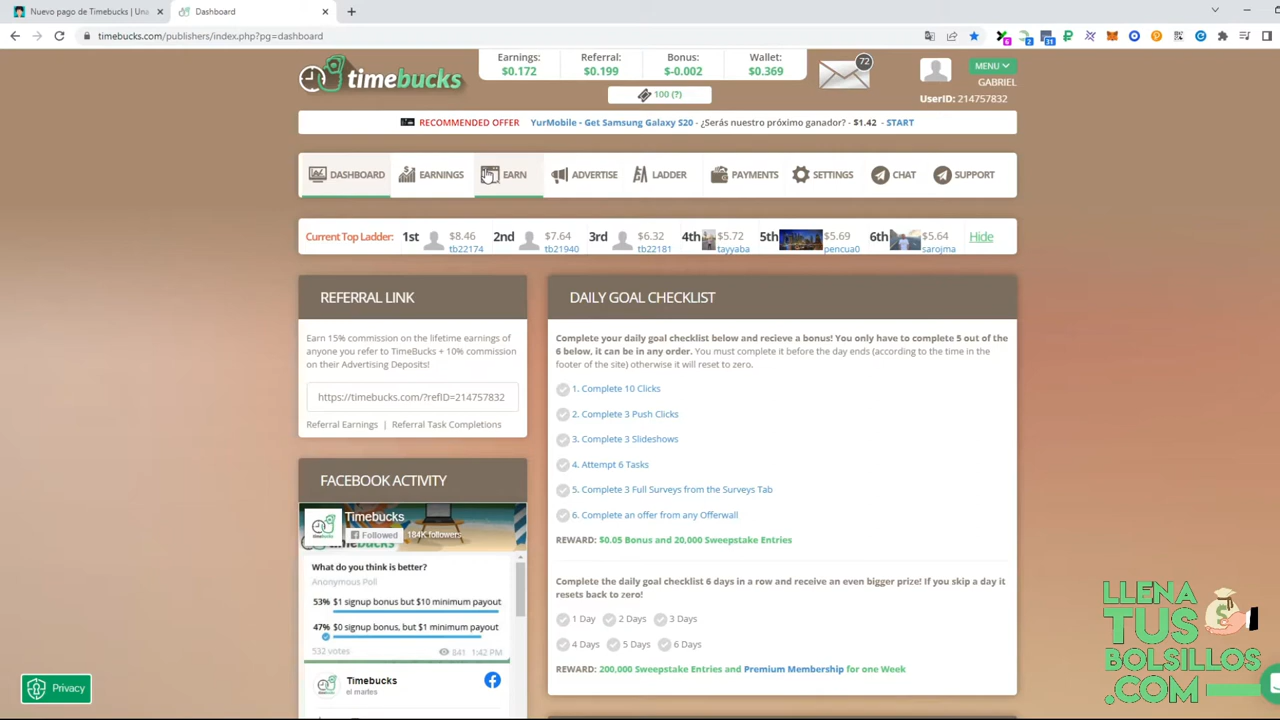 Nuevo pago de Timebucks | Una
Dashboard
timebucks.com/publishers/index.php?pg=dashboard
timebucks
Earnings: Referral: Bonus: Wallet:
$0.172 $0.199 $-0.002 $0.369
100 (?)
72
MENU
GABRIEL
UserID: 214757832
RECOMMENDED OFFER YurMobile - Get Samsung Galaxy S20 - ¿Serás nuestro próximo ganador? - $1.42 - START
DASHBOARD EARNINGS EARN ADVERTISE LADDER PAYMENTS SETTINGS CHAT SUPPORT
Current Top Ladder: 1st $8.46 2nd $7.64 3rd $6.32 4th $5.72 5th $5.69 6th $5.64 Hide
tb22174 tb21940 tb22181 tayyaba pencua0 sarojma
REFERRAL LINK
Earn 15% commission on the lifetime earnings of
anyone you refer to TimeBucks + 10% commission
on their Advertising Deposits!
https://timebucks.com/?refID=214757832
Referral Earnings | Referral Task Completions
FACEBOOK ACTIVITY
Timebucks
Followed 184K followers
timebucks
What do you think is better?
Anonymous Poll
53% $1 signup bonus but $10 minimum payout
47% $0 signup bonus, but $1 minimum payout
532 votes 841 1:42 PM
Timebucks
el martes
DAILY GOAL CHECKLIST
Complete your daily goal checklist below and recieve a bonus! You only have to complete 5 out of the
6 below, it can be in any order. You must complete it before the day ends (according to the time in the
footer of the site) otherwise it will reset to zero.
1. Complete 10 Clicks
2. Complete 3 Push Clicks
3. Complete 3 Slideshows
4. Attempt 6 Tasks
5. Complete 3 Full Surveys from the Surveys Tab
6. Complete an offer from any Offerwall
REWARD: $0.05 Bonus and 20,000 Sweepstake Entries
Complete the daily goal checklist 6 days in a row and receive an even bigger prize! If you skip a day it
resets back to zero!
1 Day 2 Days 3 Days
4 Days 5 Days 6 Days
REWARD: 200,000 Sweepstake Entries and Premium Membership for one Week
Privacy
LLENA
TUS
BOLSILLOS
.COM